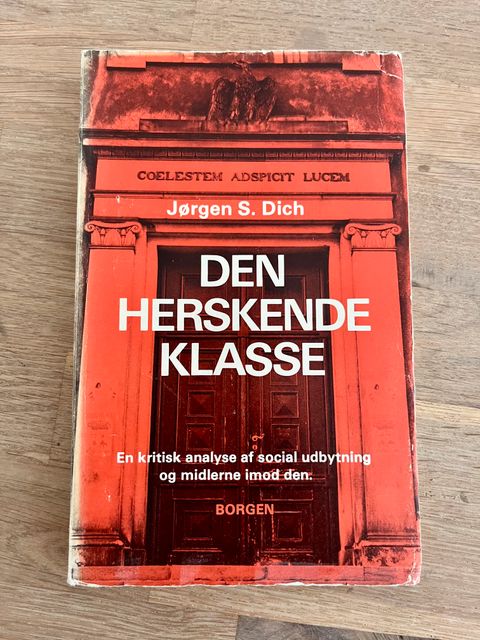 COELESTEM ADSPICIT LUCEM
Jørgen S. Dich
DEN
HERSKENDE
KLASSE
En kritisk analyse af social udbytning
og midlerne imod den.
BORGEN